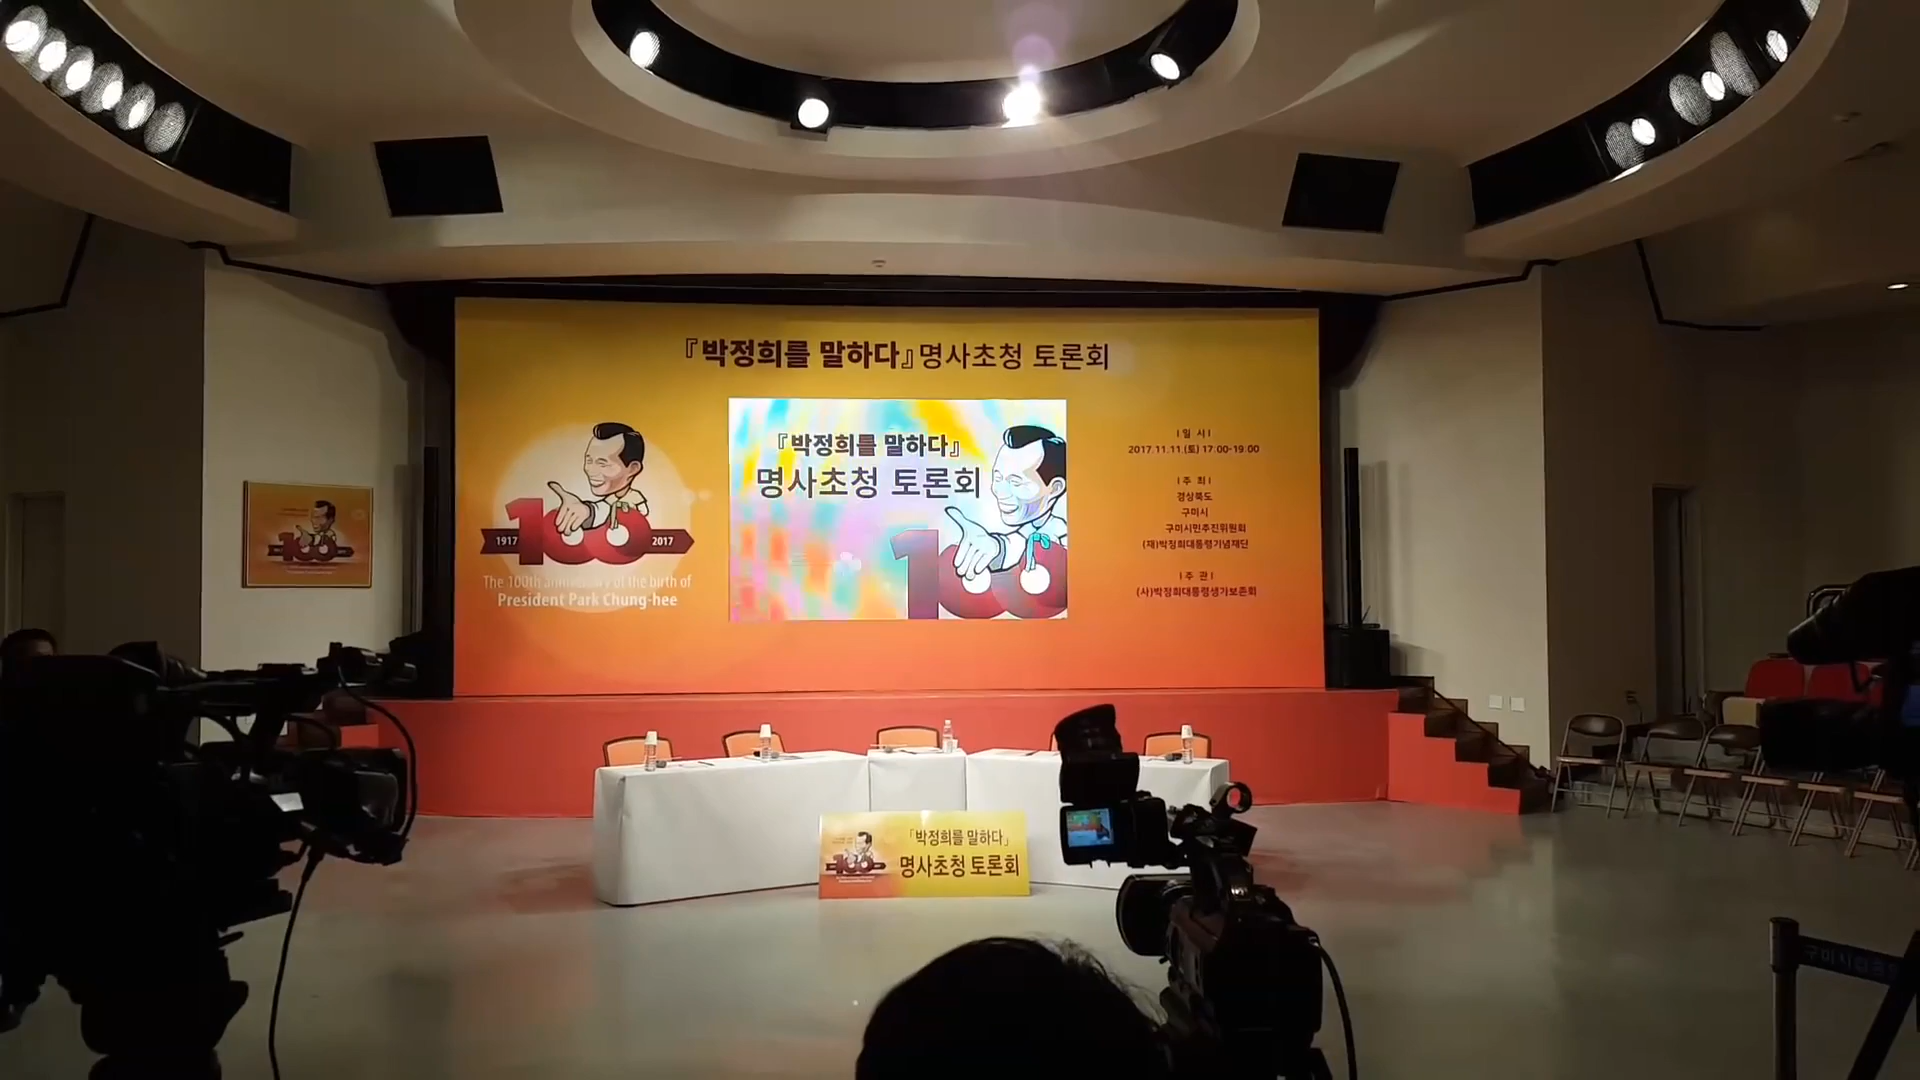 『박정희를 말하다』명사초청 토론회
『박정희를 말하다』
명사초청 토론회
1917
100
2017
The 100th anniversary of the birth of
President Park Chung-hee
100
|일 시|
2017.11.11.(토) 17:00-19:00
|주 최|
경상북도
구미시
구미시민추진위원회
(재)박정희대통령기념재단
|주 관|
(사)박정희대통령생가보존회
100
「박정희를 말하다」
명사초청 토론회
100